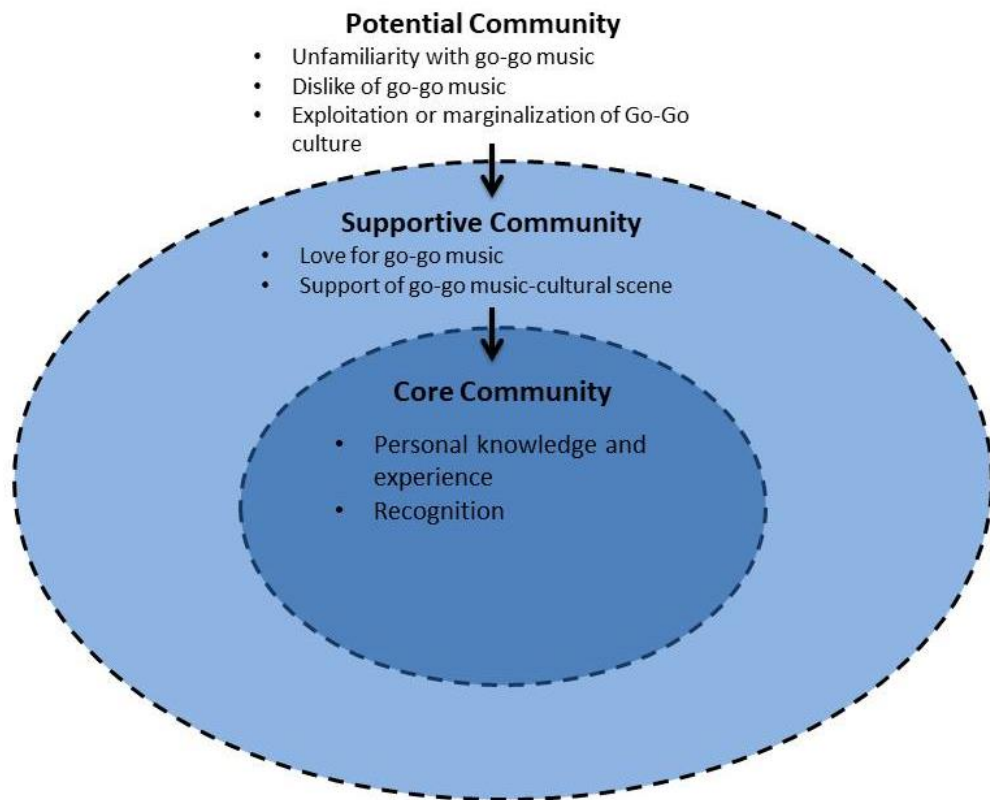 Potential Community
• Unfamiliarity with go-go music
• Dislike of go-go music
• Exploitation or marginalization of Go-Go
culture
Supportive Community
• Love for go-go music
• Support of go-go music-cultural scene
Core Community
• Personal knowledge and
experience
• Recognition